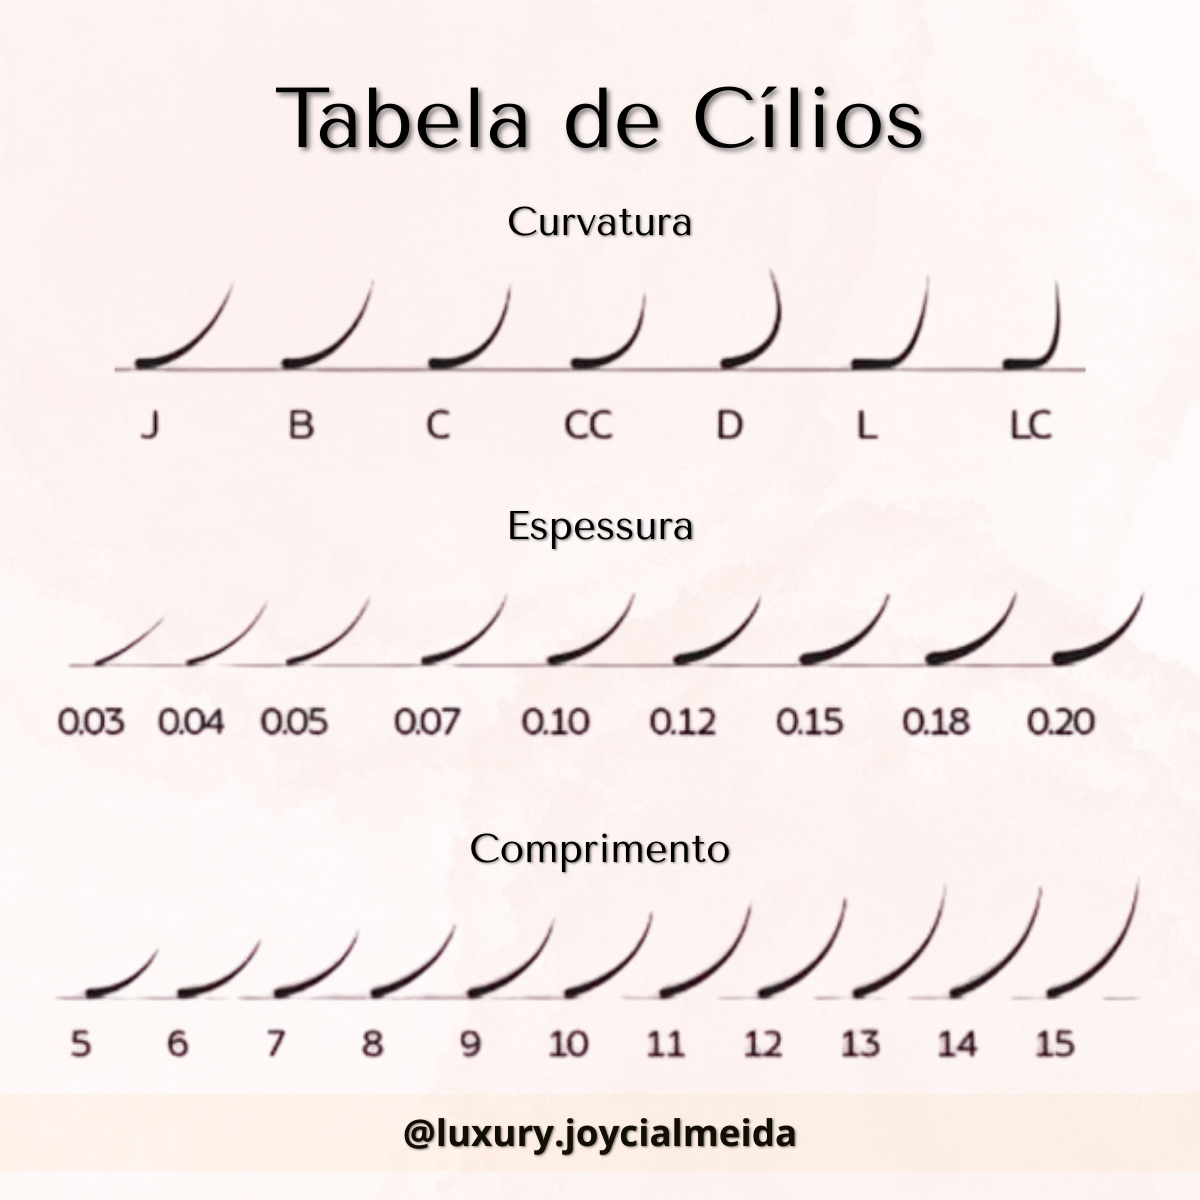 Tabela de Cílios
Curvatura
J B C CC D L LC
Espessura
0.03 0.04 0.05 0.07 0.10 0.12 0.15 0.18 0.20
Comprimento
5 6 7 8 9 10 11 12 13 14 15
@luxury.joycialmeida